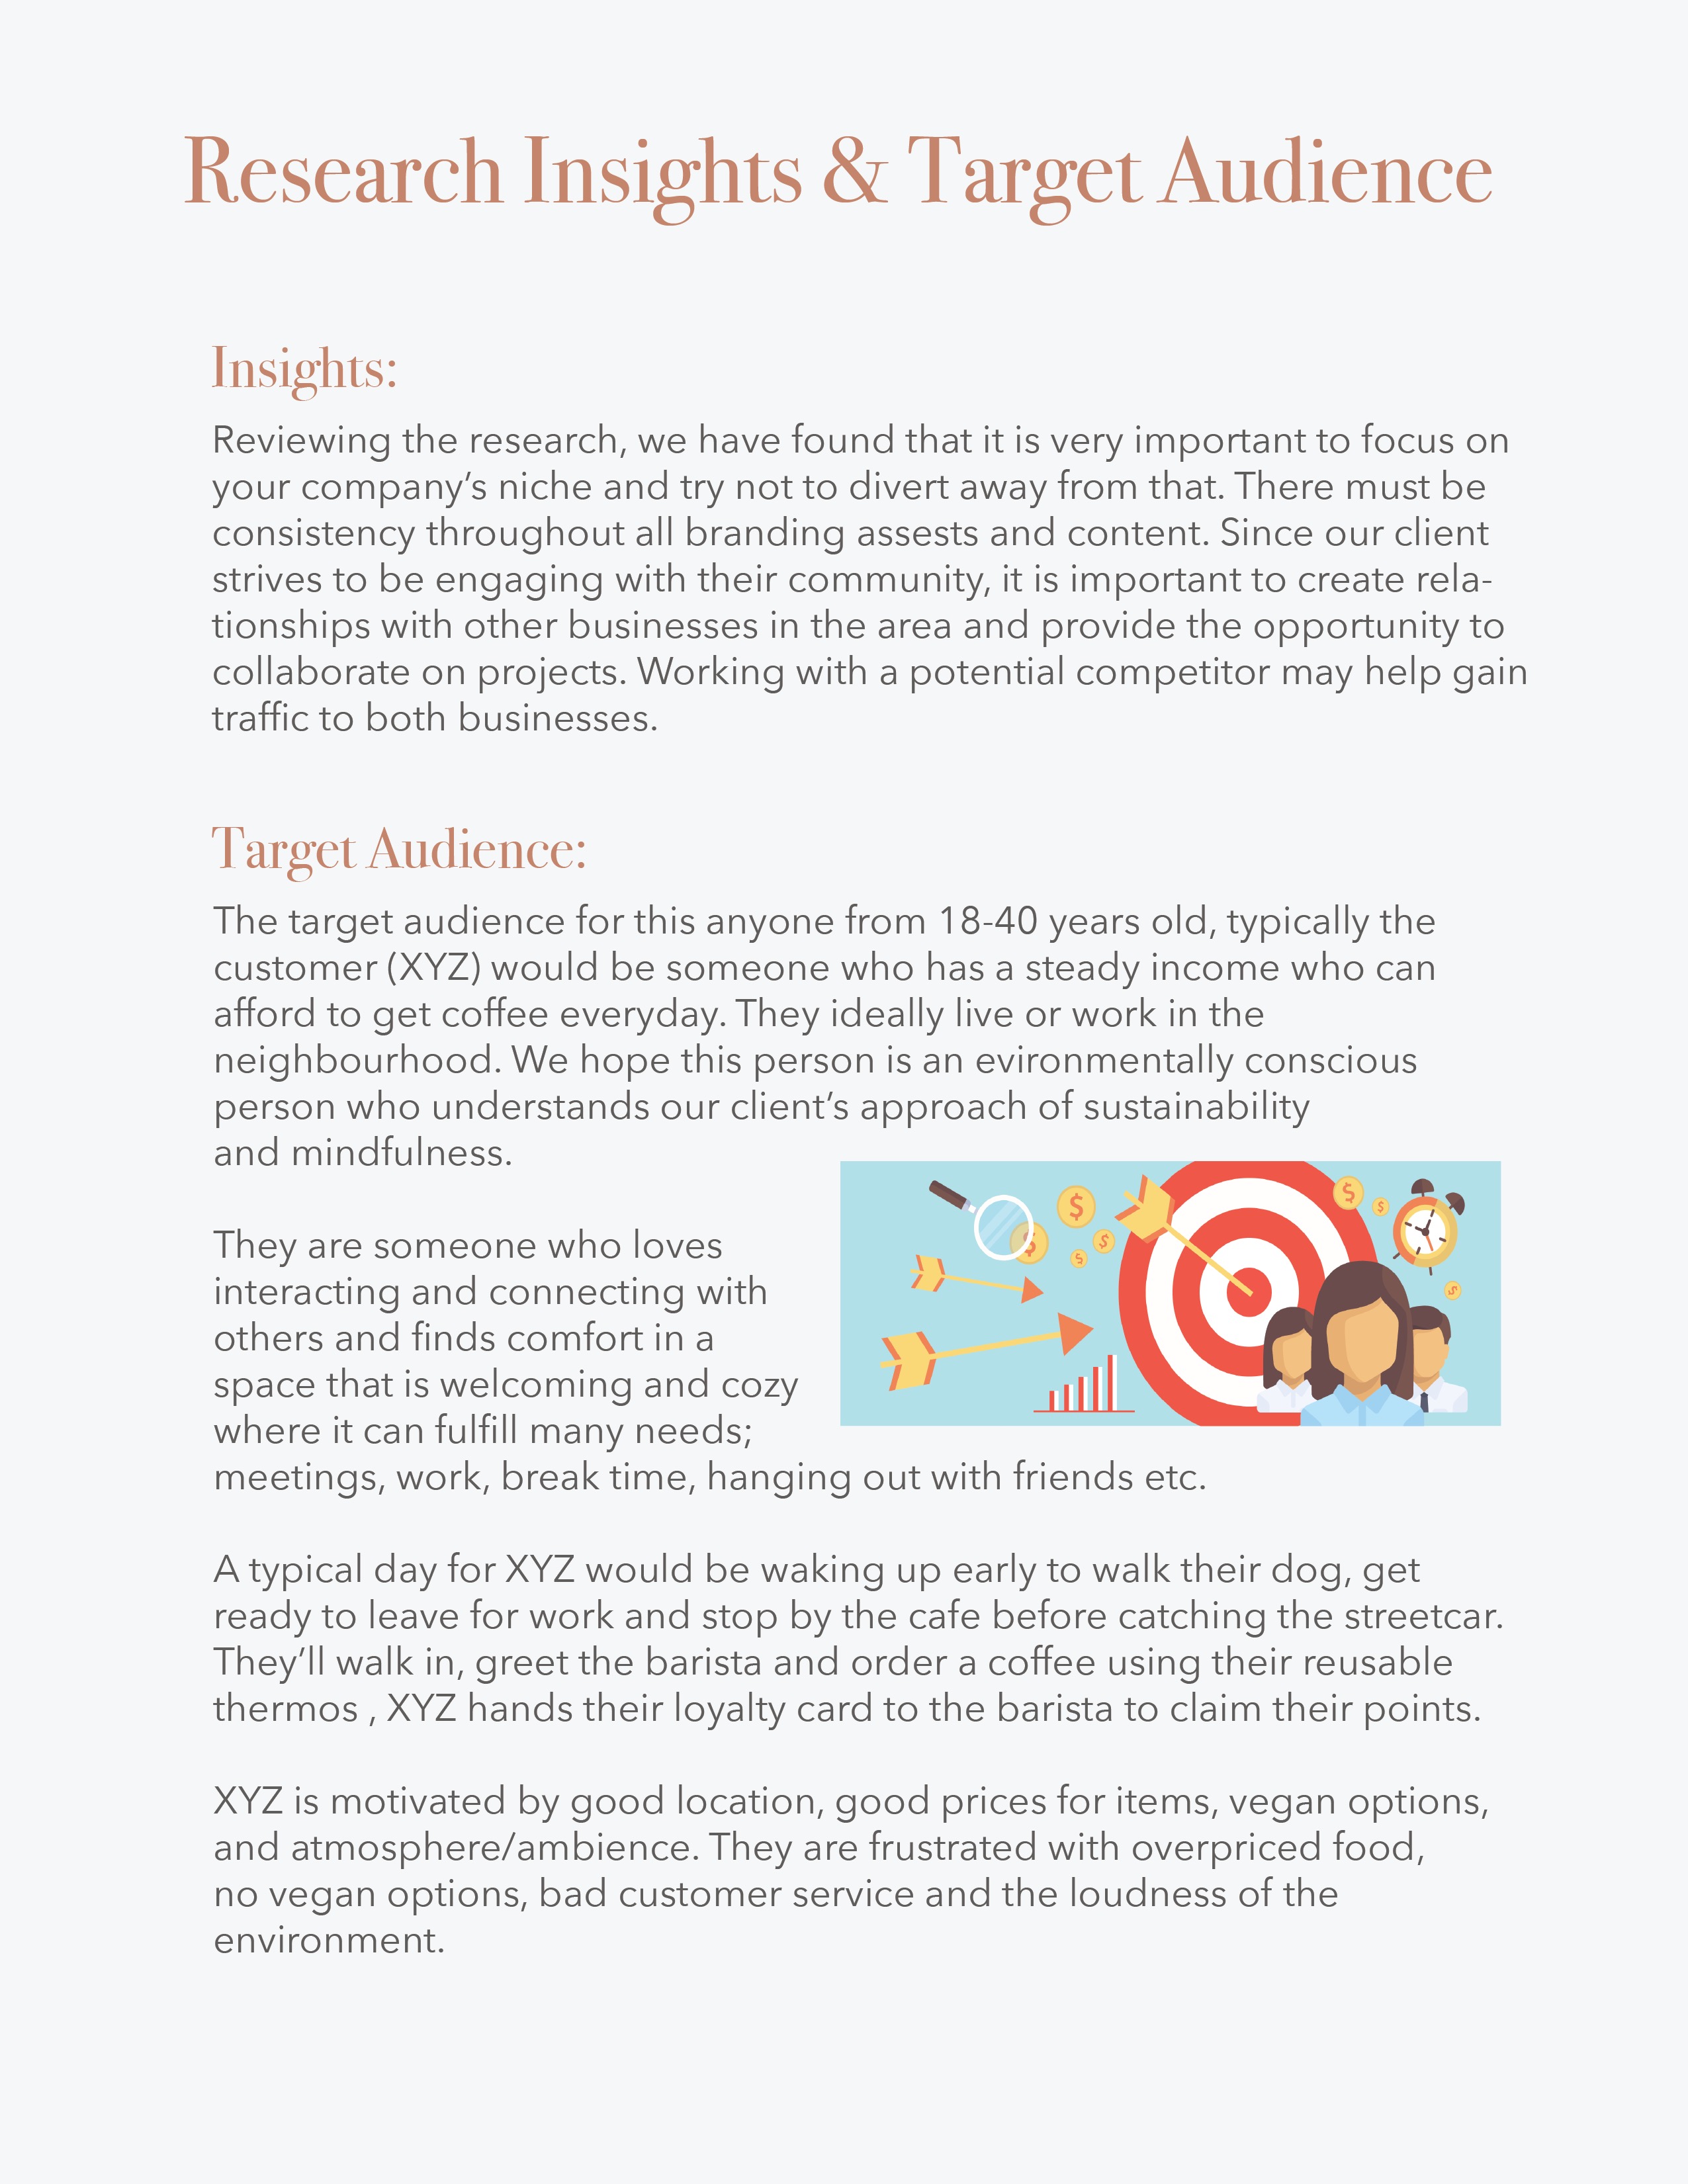 Research Insights & Target Audience
Insights:
Reviewing the research, we have found that it is very important to focus on
your company's niche and try not to divert away from that. There must be
consistency throughout all branding assests and content. Since our client
strives to be engaging with their community, it is important to create rela-
tionships with other businesses in the area and provide the opportunity to
collaborate on projects. Working with a potential competitor may help gain
traffic to both businesses.
Target Audience:
The target audience for this anyone from 18-40 years old, typically the
customer (XYZ) would be someone who has a steady income who can
afford to get coffee everyday. They ideally live or work in the
neighbourhood. We hope this person is an evironmentally conscious
person who understands our client's approach of sustainability
and mindfulness.
They are someone who loves
interacting and connecting with
others and finds comfort in a
space that is welcoming and cozy
where it can fulfill many needs;
meetings, work, break time, hanging out with friends etc.
A typical day for XYZ would be waking up early to walk their dog, get
ready to leave for work and stop by the cafe before catching the streetcar.
They'll walk in, greet the barista and order a coffee using their reusable
thermos , XYZ hands their loyalty card to the barista to claim their points.
XYZ is motivated by good location, good prices for items, vegan options,
and atmosphere/ambience. They are frustrated with overpriced food,
no vegan options, bad customer service and the loudness of the
environment.